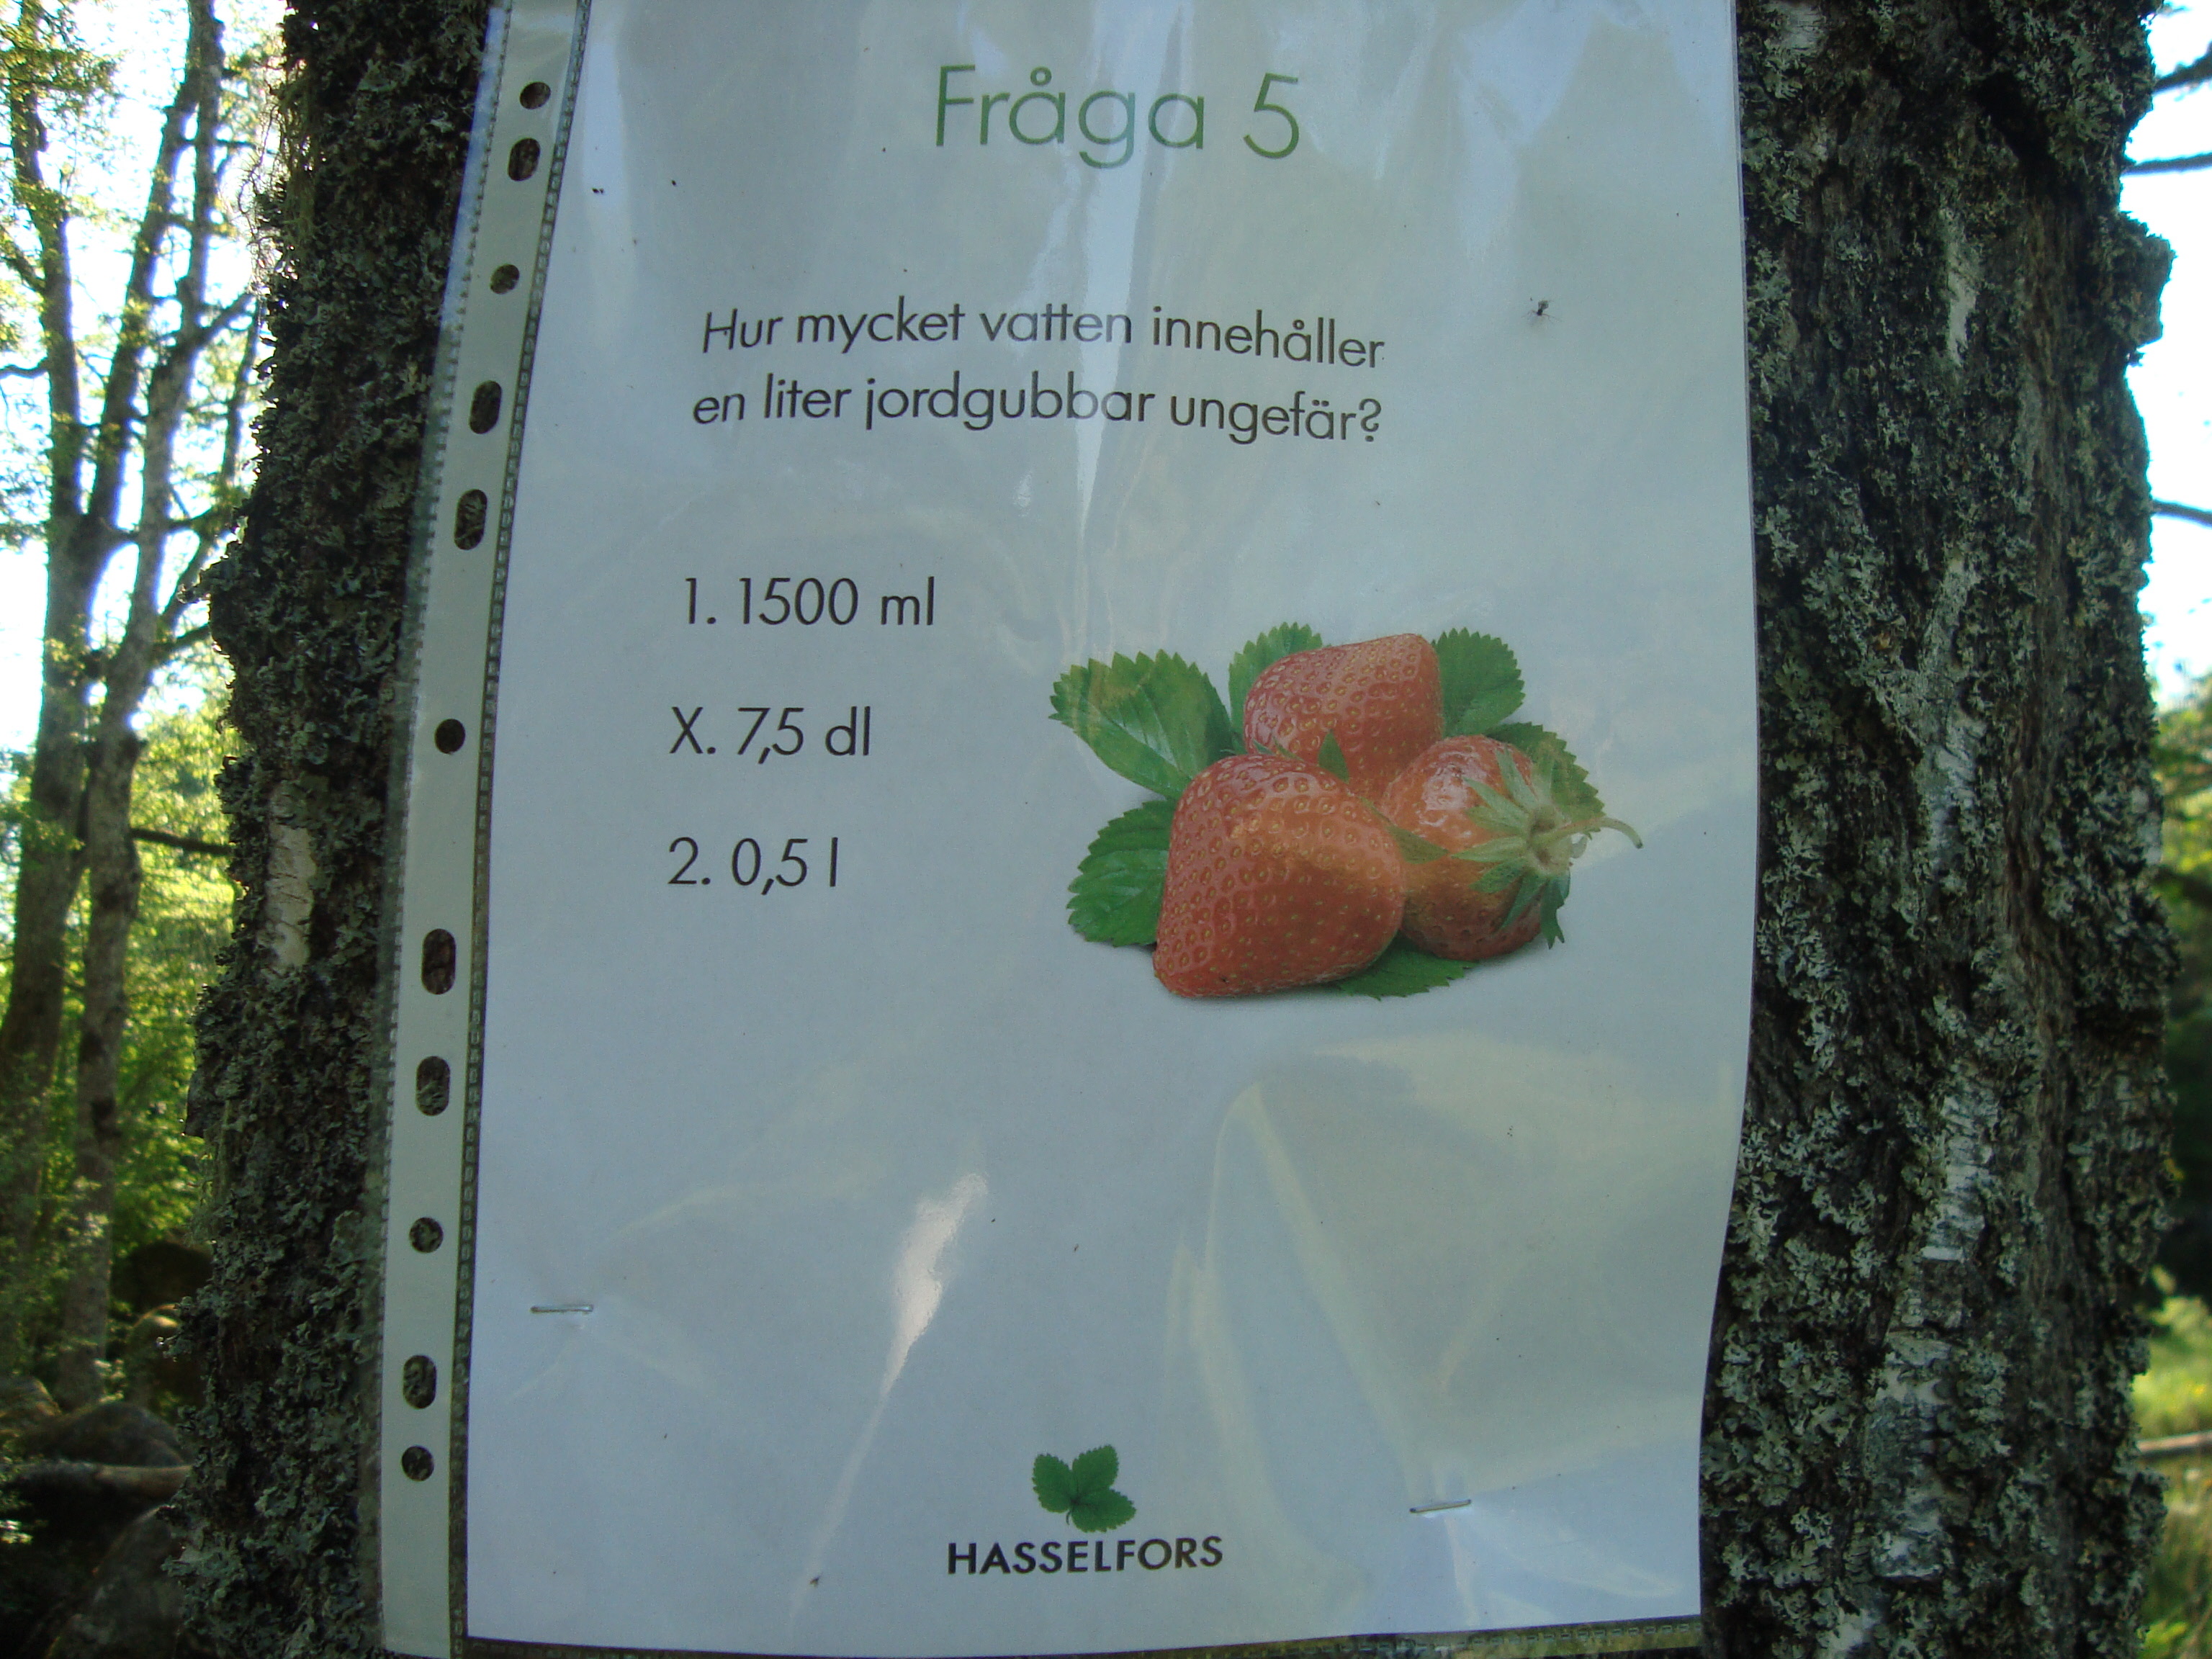 Fråga 5
Hur mycket vatten innehåller
en liter jordgubbar ungefär?
1. 1500 ml
X. 7,5 dl
2. 0,5 l
HASSELFORS